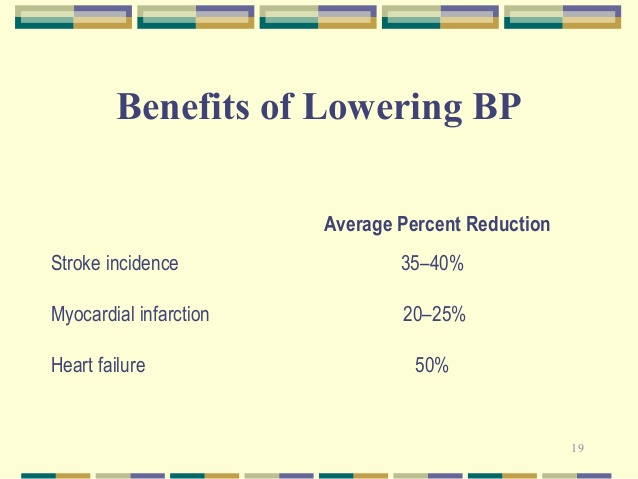 Benefits of Lowering BP
Average Percent Reduction
Stroke incidence 35–40%
Myocardial infarction 20–25%
Heart failure 50%
19